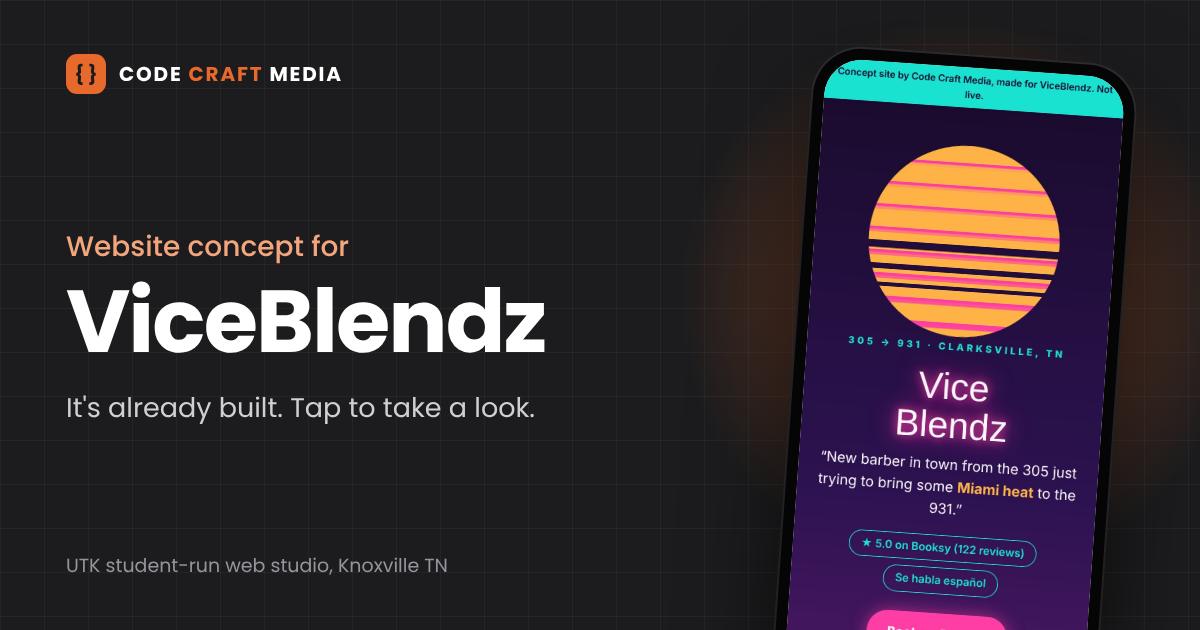 { } CODE CRAFT MEDIA
Website concept for
ViceBlendz
It's already built. Tap to take a look.
UTK student-run web studio, Knoxville TN
Concept site by Code Craft Media, made for ViceBlendz. Not
live.
305 → 931 · CLARKSVILLE, TN
Vice
Blendz
“New barber in town from the 305 just
trying to bring some Miami heat to the
931.”
★ 5.0 on Booksy (122 reviews)
Se habla español